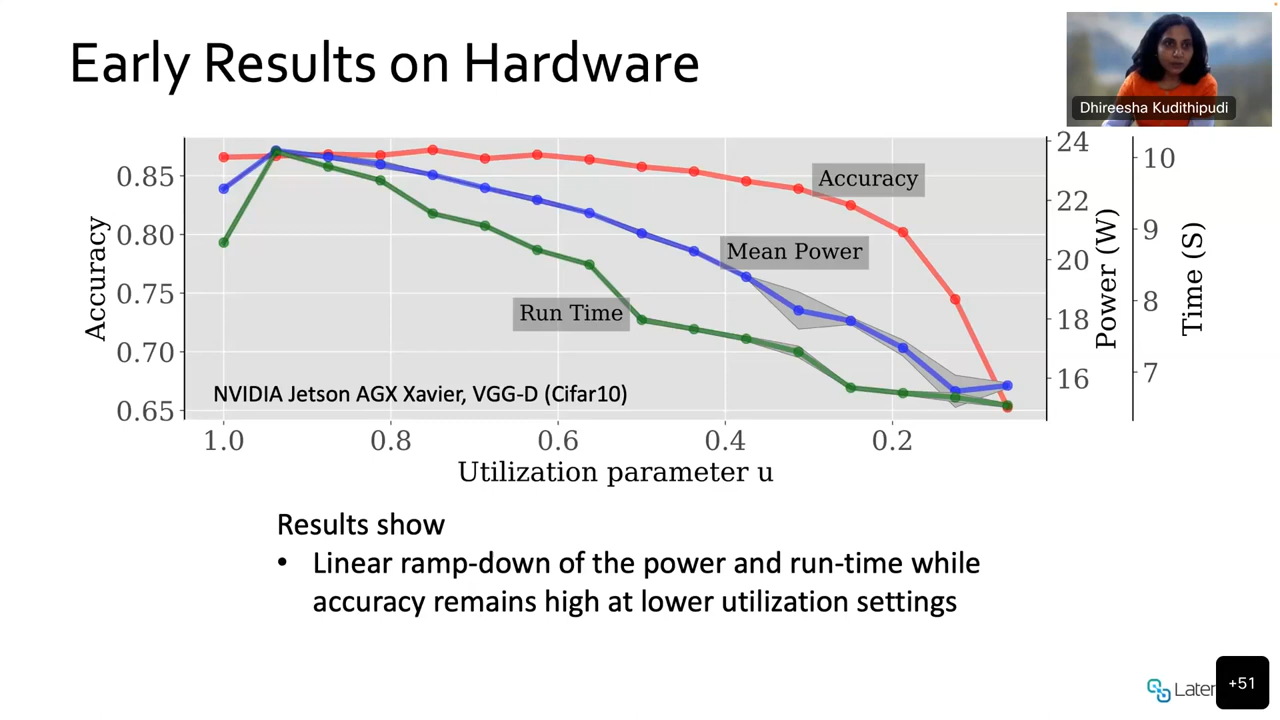 Early Results on Hardware
Dhireesha Kudithipudi
Accuracy
0.85
0.80
0.75
0.70
0.65
Accuracy
Mean Power
Run Time
NVIDIA Jetson AGX Xavier, VGG-D (Cifar10)
24
22
20
18
16
Power (W)
10
9
8
7
Time (S)
1.0 0.8 0.6 0.4 0.2
Utilization parameter u
Results show
• Linear ramp-down of the power and run-time while
accuracy remains high at lower utilization settings
+51